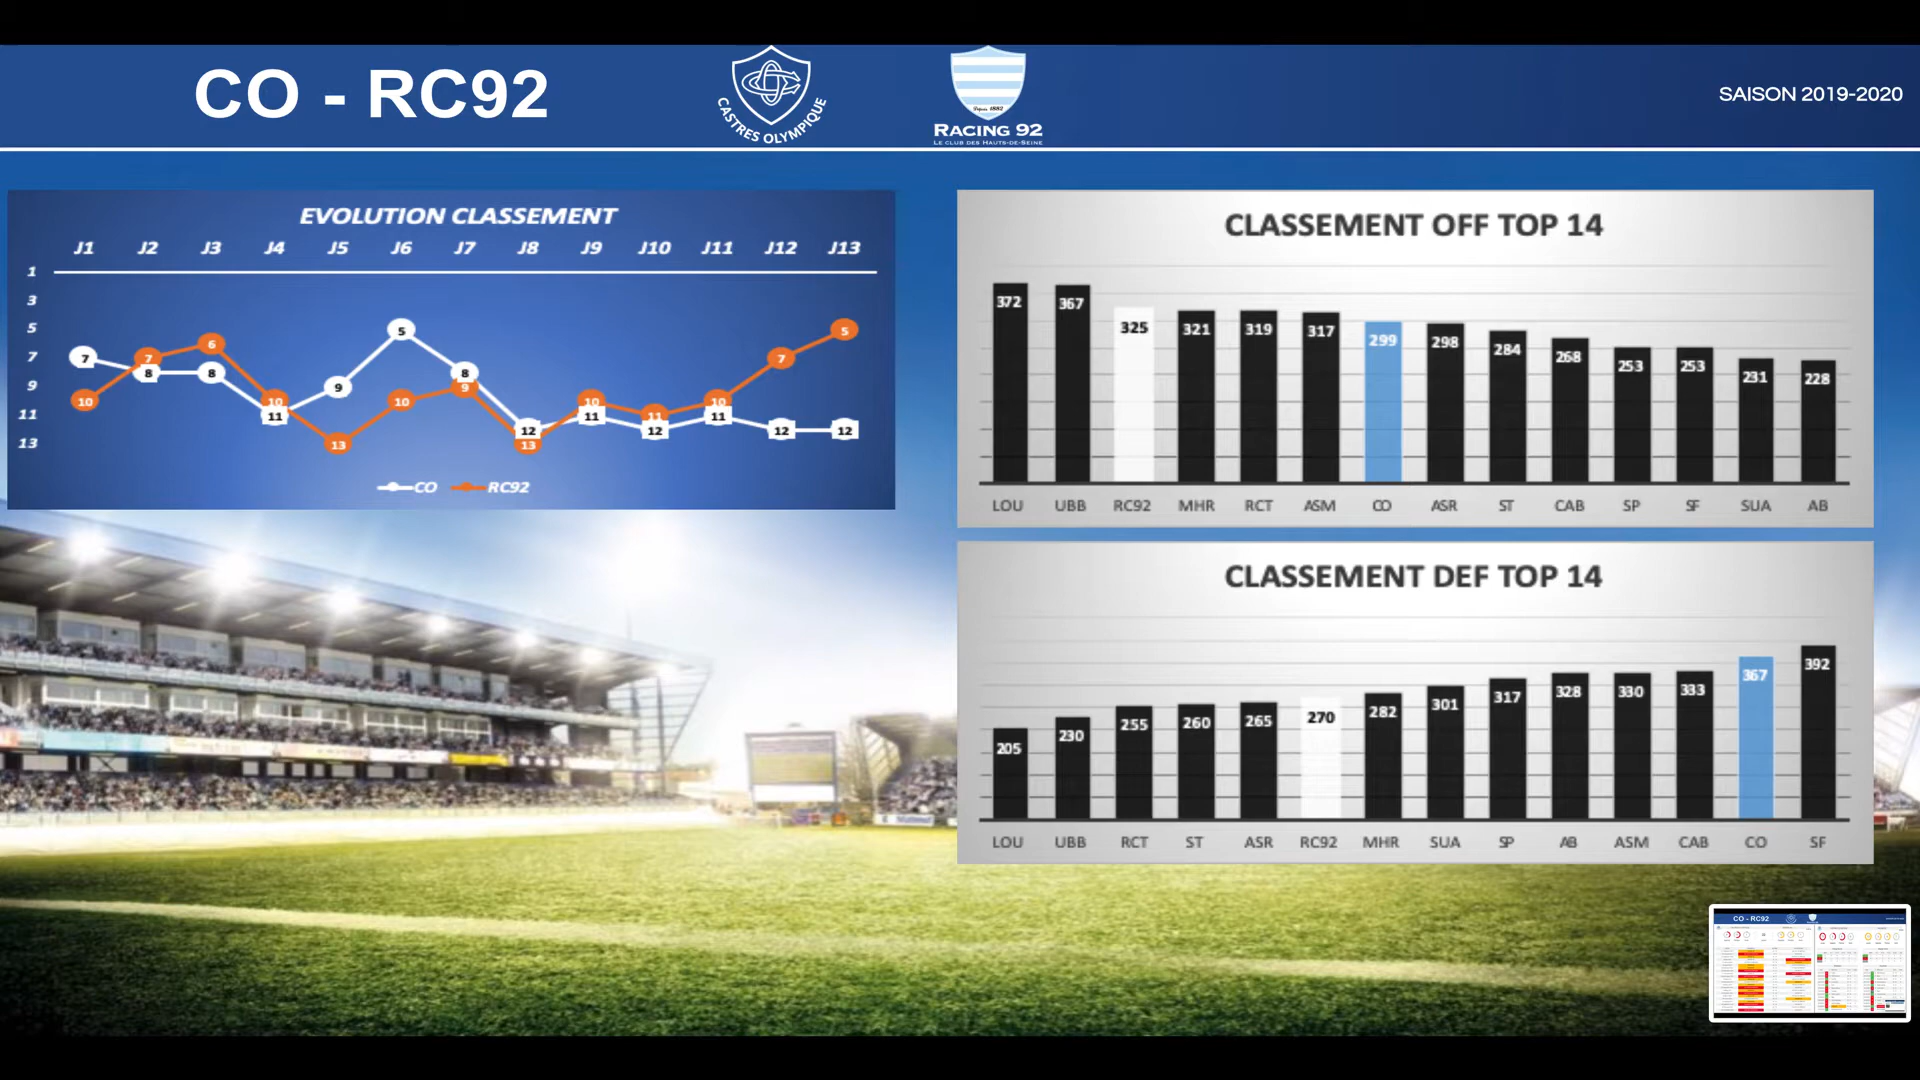 CO - RC92
CASTRES OLYMPIQUE
Depuis 1882
RACING 92
LE CLUB DES HAUTS-DE-SEINE
SAISON 2019-2020
EVOLUTION CLASSEMENT
J1 J2 J3 J4 J5 J6 J7 J8 J9 J10 J11 J12 J13
1
3
5
7
9
11
13
7 8 8 11 9 5 8 12 11 12 11 12 12
10 7 6 10 13 10 9 13 10 11 10 7 5
CO RC92
CLASSEMENT OFF TOP 14
372 367 325 321 319 317 299 298 284 268 253 253 231 228
LOU UBB RC92 MHR RCT ASM CO ASR ST CAB SP SF SUA AB
CLASSEMENT DEF TOP 14
205 230 255 260 265 270 282 301 317 328 330 333 367 392
LOU UBB RCT ST ASR RC92 MHR SUA SP AB ASM CAB CO SF
CO - RC92